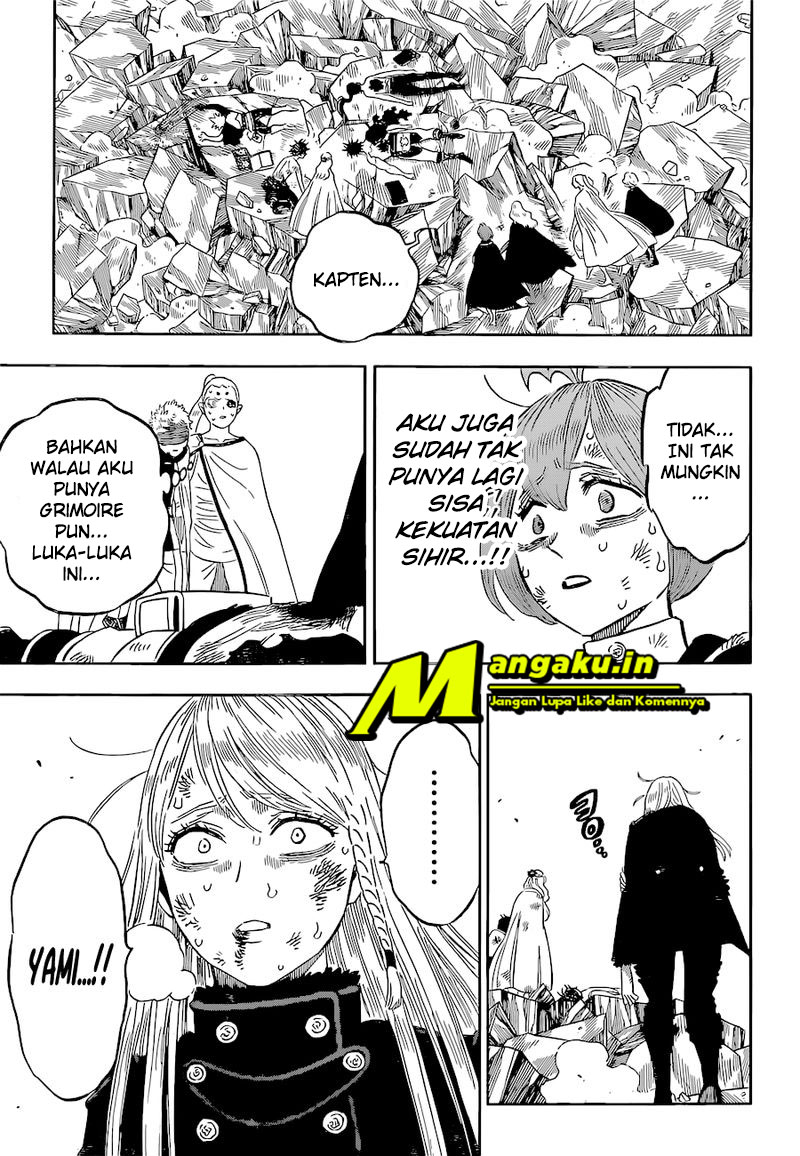 KAPTEN...
TIDAK...
INI TAK
MUNGKIN
...
AKU JUGA
SUDAH TAK
PUNYA LAGI
SISA
KEKUATAN
SIHIR...!!
BAHKAN
WALAU AKU
PUNYA
GRIMOIRE
PUN...
LUKA-LUKA
INI...
Mangaku.in
Jangan Lupa Like dan Komennya
.........
YAMI....!!